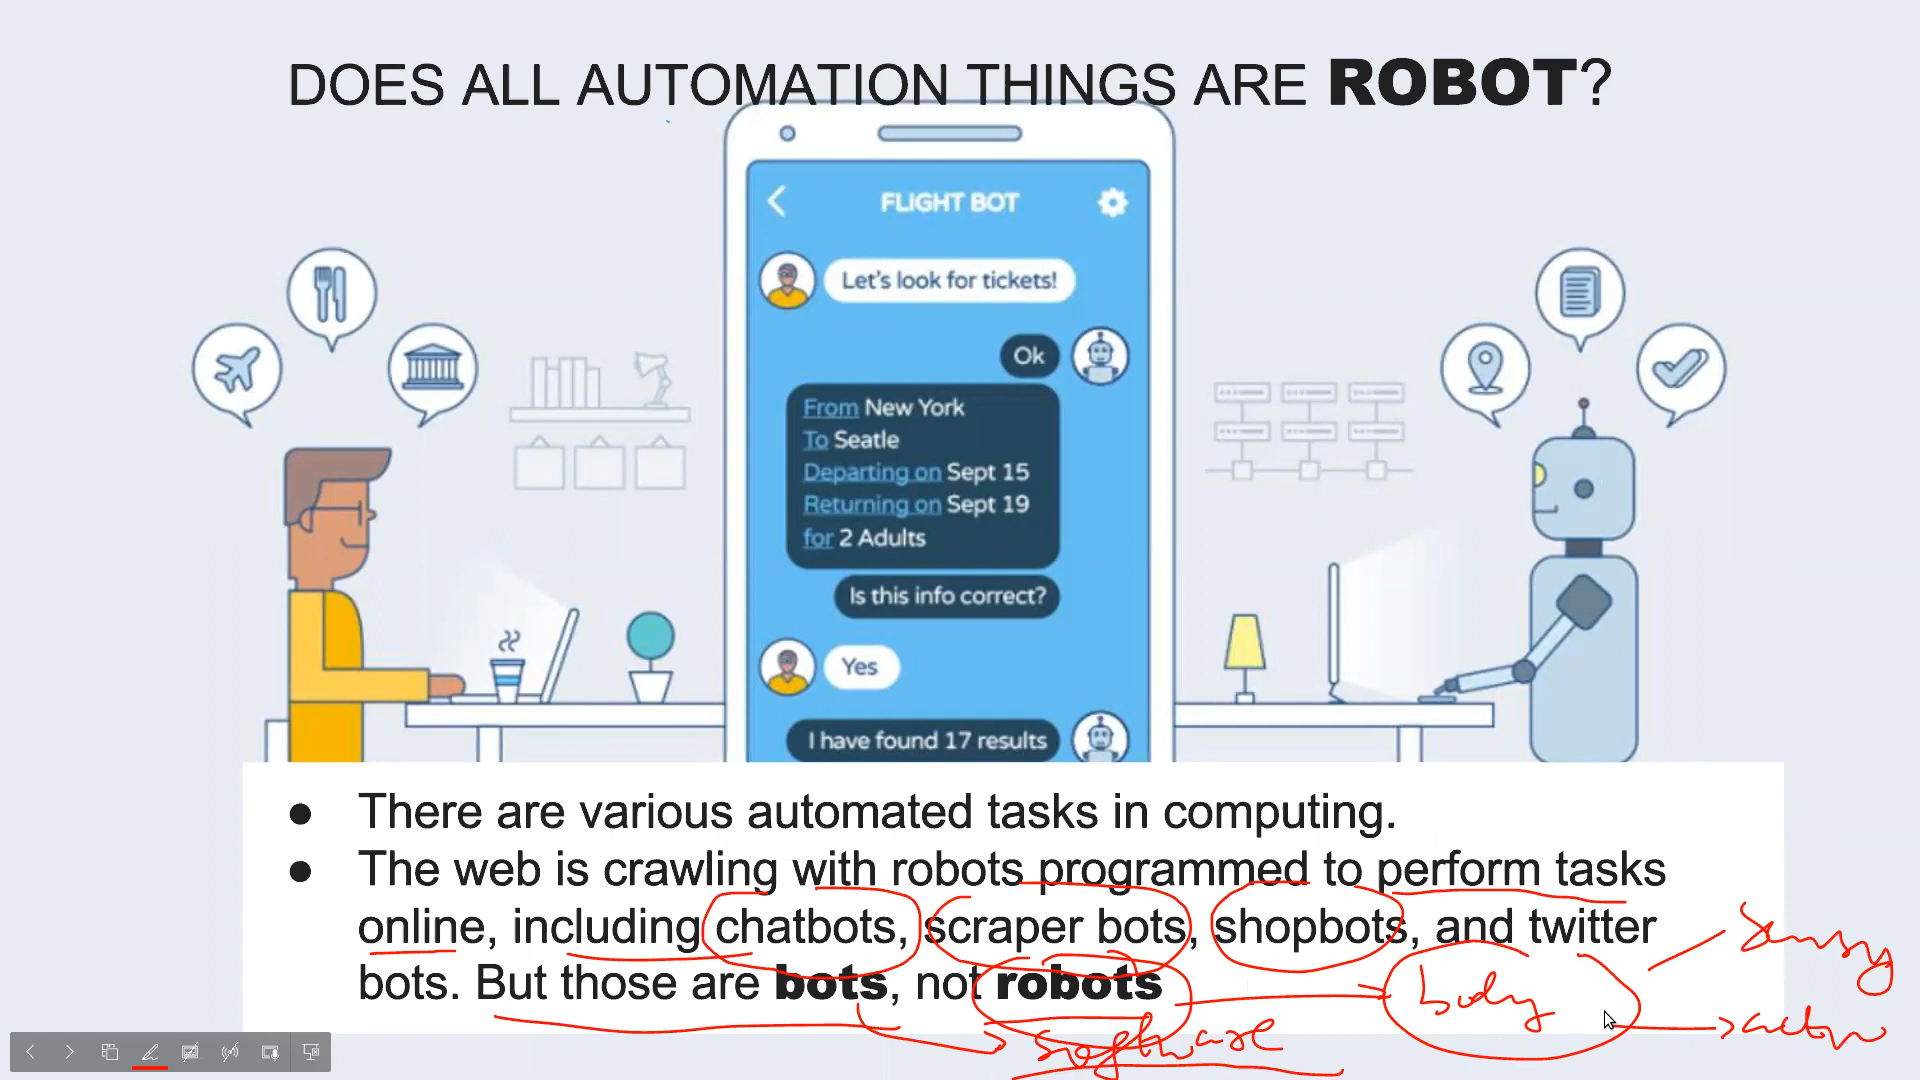 DOES ALL AUTOMATION THINGS ARE ROBOT?
FLIGHT BOT
Let's look for tickets!
Ok
From New York
To Seatle
Departing on Sept 15
Returning on Sept 19
for 2 Adults
Is this info correct?
Yes
I have found 17 results
● There are various automated tasks in computing.
● The web is crawling with robots programmed to perform tasks
online, including chatbots, scraper bots, shopbots, and twitter
bots. But those are bots, not robots
body
software